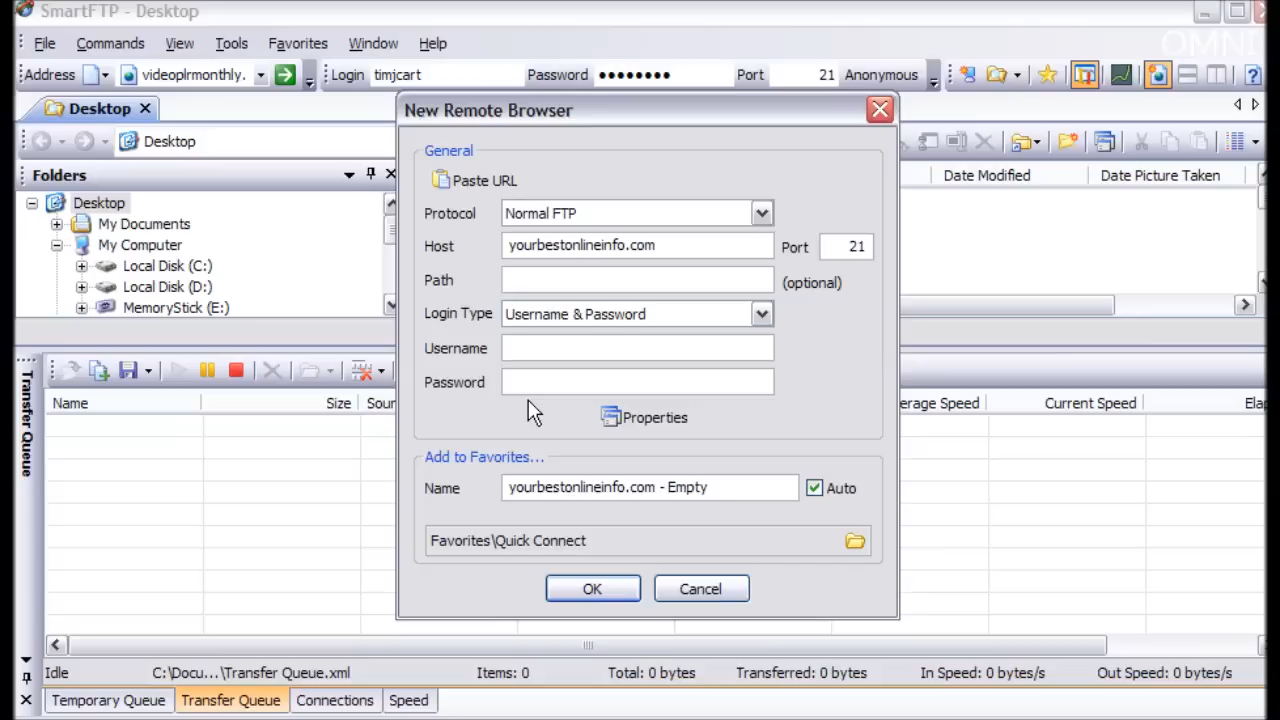 SmartFTP - Desktop
File Commands View Tools Favorites Window Help
OMNI
Address videoplrmonthly. Login timjcart Password ●●●●●●●● Port 21 Anonymous
Desktop
Desktop
Folders
Date Modified Date Picture Taken
Desktop
My Documents
My Computer
Local Disk (C:)
Local Disk (D:)
MemoryStick (E:)
New Remote Browser
General
Paste URL
Protocol Normal FTP
Host yourbestonlineinfo.com Port 21
Path (optional)
Login Type Username & Password
Username
Password
Properties
Add to Favorites...
Name yourbestonlineinfo.com - Empty Auto
Favorites\Quick Connect
OK Cancel
Transfer Queue
Name Size Sour erage Speed Current Speed Elap
Idle C:\Docu...\Transfer Queue.xml Items: 0 Total: 0 bytes Transferred: 0 bytes In Speed: 0 bytes/s Out Speed: 0 bytes/s
Temporary Queue Transfer Queue Connections Speed